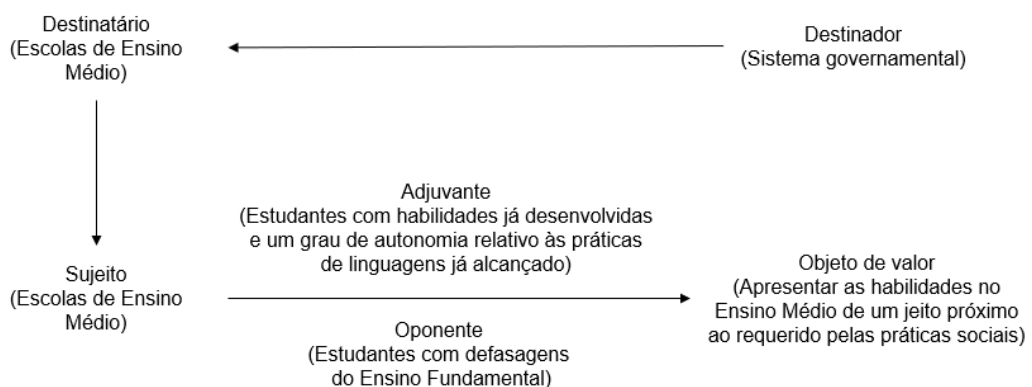 Destinatário
(Escolas de Ensino
Médio)
Destinador
(Sistema governamental)
Adjuvante
(Estudantes com habilidades já desenvolvidas
e um grau de autonomia relativo às práticas
de linguagens já alcançado)
Sujeito
(Escolas de Ensino
Médio)
Oponente
(Estudantes com defasagens
do Ensino Fundamental)
Objeto de valor
(Apresentar as habilidades no
Ensino Médio de um jeito próximo
ao requerido pelas práticas sociais)